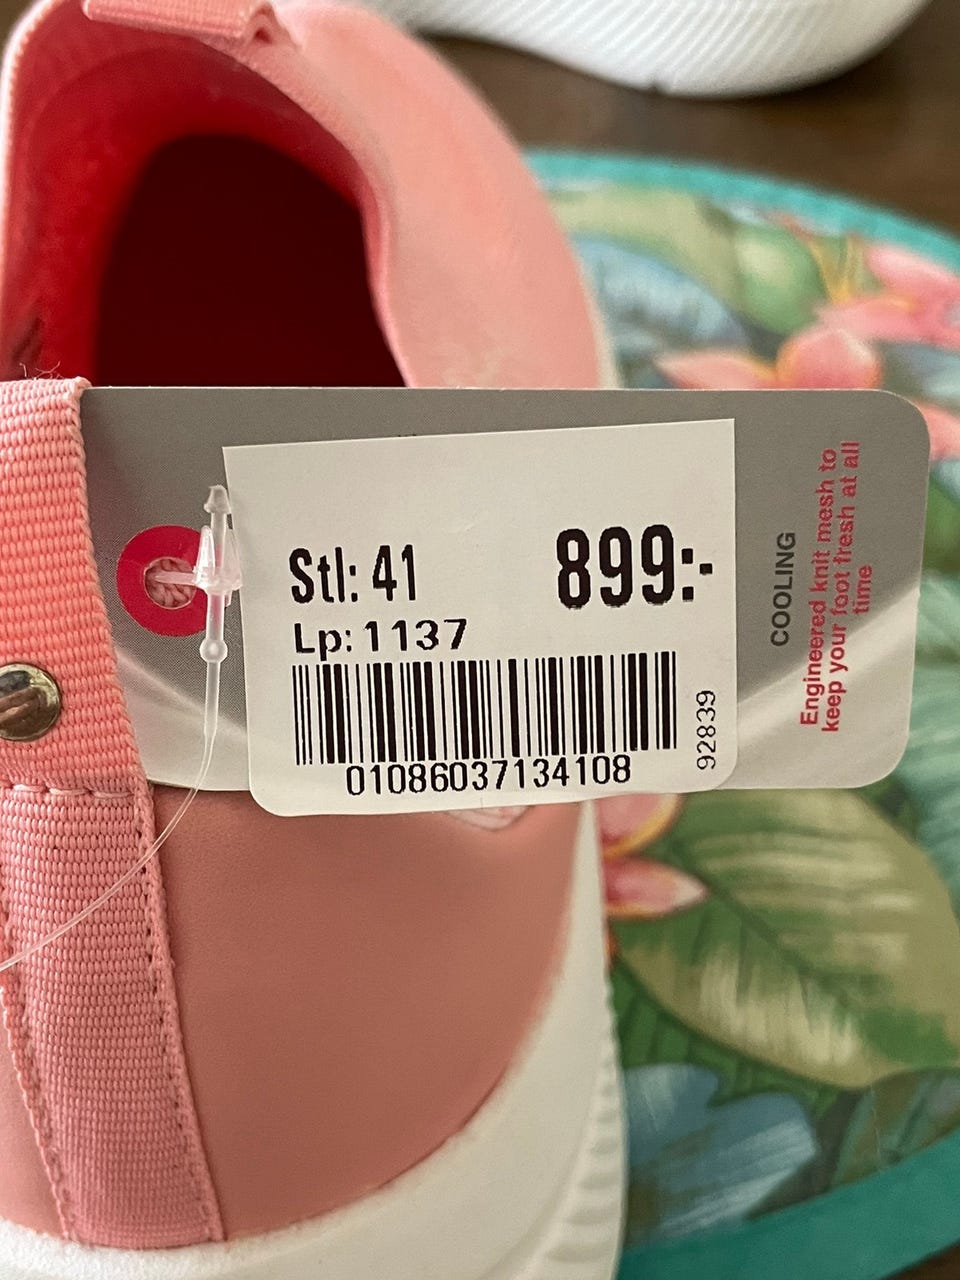 Stl: 41
899:-
Lp: 1137
01086037134108
92839
COOLING
Engineered knit mesh to
keep your foot fresh at all
time